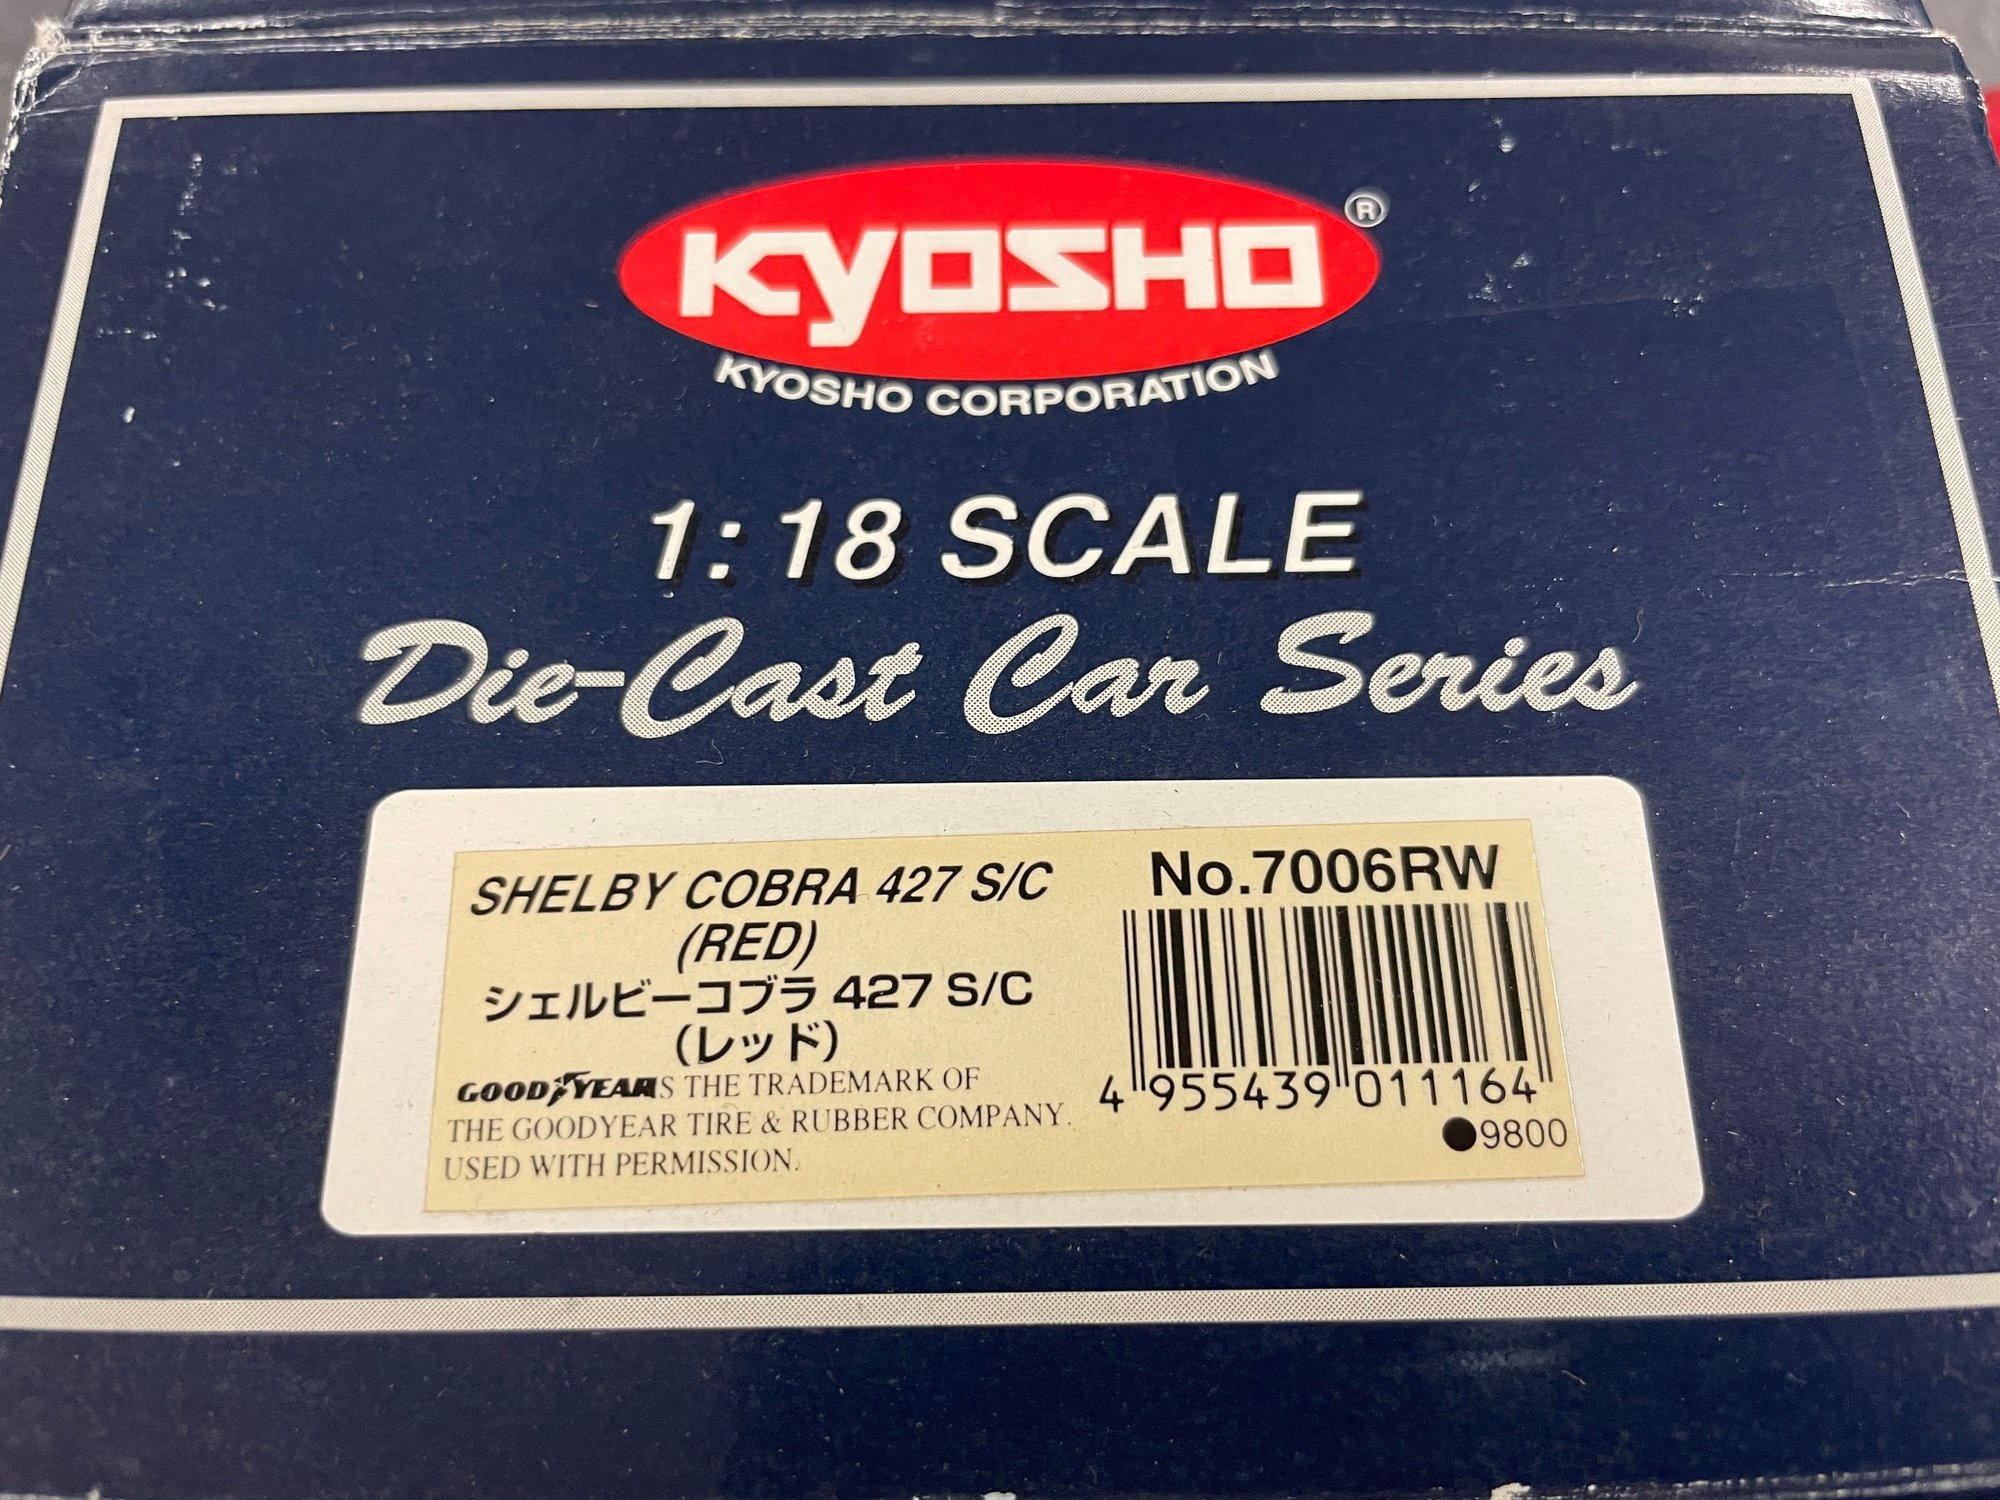 KYOSHO ®
KYOSHO CORPORATION
1:18 SCALE
Die-Cast Car Series
SHELBY COBRA 427 S/C
(RED)
シェルビーコブラ 427 S/C
(レッド)
GOODYEAR IS THE TRADEMARK OF
THE GOODYEAR TIRE & RUBBER COMPANY.
USED WITH PERMISSION.
No.7006RW
4 955439 011164
●9800